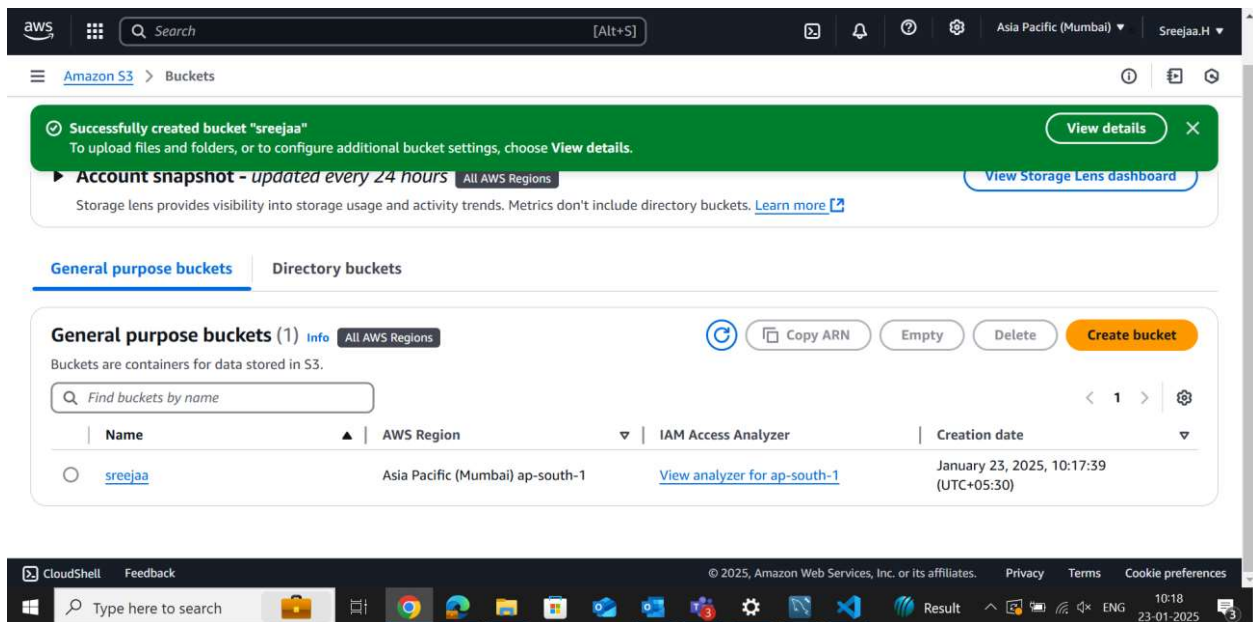 aws
Search [Alt+S]
Asia Pacific (Mumbai) ▼ Sreejaa.H ▼
Amazon S3 > Buckets
Successfully created bucket "sreejaa"
To upload files and folders, or to configure additional bucket settings, choose View details.
View details
Account snapshot - updated every 24 hours All AWS Regions
View Storage Lens dashboard
Storage lens provides visibility into storage usage and activity trends. Metrics don't include directory buckets. Learn more
General purpose buckets Directory buckets
General purpose buckets (1) Info All AWS Regions
Copy ARN Empty Delete Create bucket
Buckets are containers for data stored in S3.
Find buckets by name
< 1 >
Name ▲ AWS Region IAM Access Analyzer Creation date
sreejaa Asia Pacific (Mumbai) ap-south-1 View analyzer for ap-south-1 January 23, 2025, 10:17:39
(UTC+05:30)
CloudShell Feedback © 2025, Amazon Web Services, Inc. or its affiliates. Privacy Terms Cookie preferences
Type here to search
3
Result ENG
10:18
23-01-2025
3